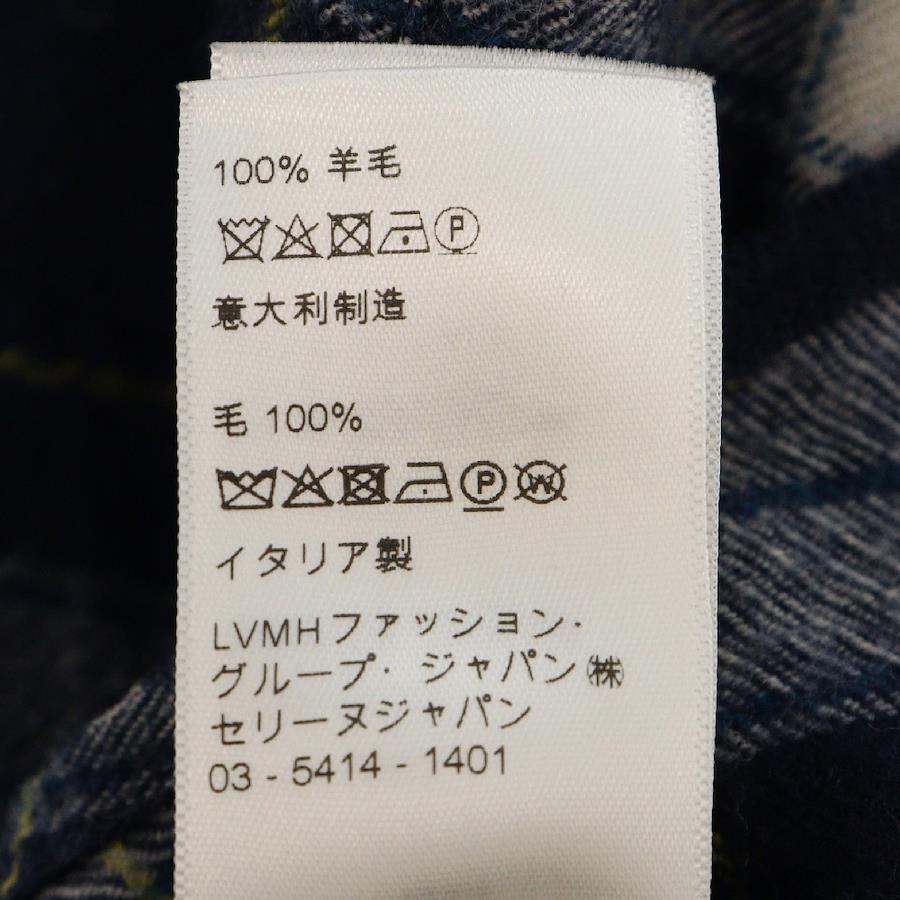 100% 羊毛
P
意大利制造
毛 100%
P W
イタリア製
LVMHファッション・
グループ・ジャパン㈱
セリーヌジャパン
03 - 5414 - 1401